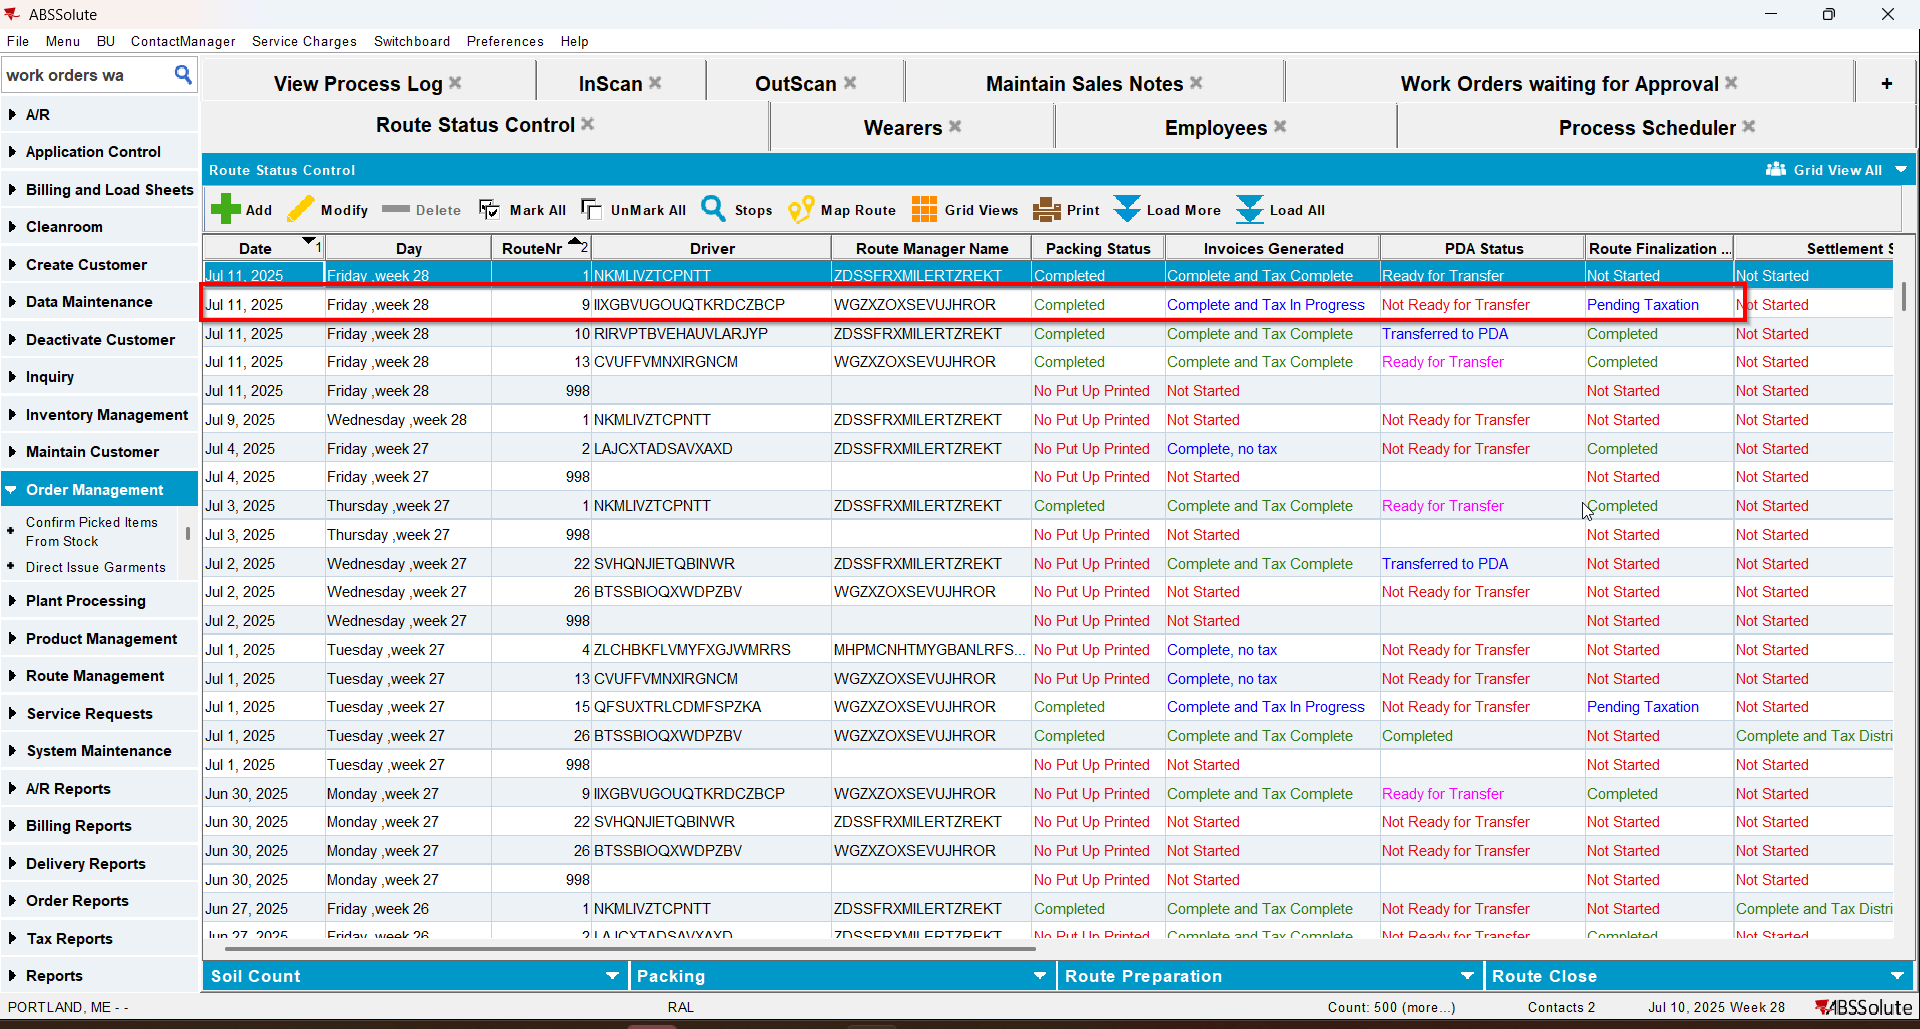 ABSSolute
File Menu BU ContactManager Service Charges Switchboard Preferences Help
work orders wa
View Process Log InScan OutScan Maintain Sales Notes Work Orders waiting for Approval +
Route Status Control Wearers Employees Process Scheduler
Route Status Control Grid View All
Add Modify Delete Mark All UnMark All Stops Map Route Grid Views Print Load More Load All
A/R
Application Control
Billing and Load Sheets
Cleanroom
Create Customer
Data Maintenance
Deactivate Customer
Inquiry
Inventory Management
Maintain Customer
Order Management
Confirm Picked Items
From Stock
Direct Issue Garments
Plant Processing
Product Management
Route Management
Service Requests
System Maintenance
A/R Reports
Billing Reports
Delivery Reports
Order Reports
Tax Reports
Reports
Date 1 Day RouteNr 2 Driver Route Manager Name Packing Status Invoices Generated PDA Status Route Finalization ... Settlement S
Jul 11, 2025 Friday ,week 28 1 NKMLIVZTCPNTT ZDSSFRXMILERTZREKT Completed Complete and Tax Complete Ready for Transfer Not Started Not Started
Jul 11, 2025 Friday ,week 28 9 IIXGBVUGOUQTKRDCZBCP WGZXZOXSEVUJHROR Completed Complete and Tax In Progress Not Ready for Transfer Pending Taxation Not Started
Jul 11, 2025 Friday ,week 28 10 RIRVPTBVEHAUVLARJYP ZDSSFRXMILERTZREKT Completed Complete and Tax Complete Transferred to PDA Completed Not Started
Jul 11, 2025 Friday ,week 28 13 CVUFFVMNXIRGNCM WGZXZOXSEVUJHROR Completed Complete and Tax Complete Ready for Transfer Completed Not Started
Jul 11, 2025 Friday ,week 28 998 No Put Up Printed Not Started Not Started Not Started
Jul 9, 2025 Wednesday ,week 28 1 NKMLIVZTCPNTT ZDSSFRXMILERTZREKT No Put Up Printed Not Started Not Ready for Transfer Not Started Not Started
Jul 4, 2025 Friday ,week 27 2 LAJCXTADSAVXAXD ZDSSFRXMILERTZREKT No Put Up Printed Complete, no tax Not Ready for Transfer Completed Not Started
Jul 4, 2025 Friday ,week 27 998 No Put Up Printed Not Started Not Started Not Started
Jul 3, 2025 Thursday ,week 27 1 NKMLIVZTCPNTT ZDSSFRXMILERTZREKT Completed Complete and Tax Complete Ready for Transfer Completed Not Started
Jul 3, 2025 Thursday ,week 27 998 No Put Up Printed Not Started Not Started Not Started
Jul 2, 2025 Wednesday ,week 27 22 SVHQNJIETQBINWR ZDSSFRXMILERTZREKT No Put Up Printed Complete and Tax Complete Transferred to PDA Completed Not Started
Jul 2, 2025 Wednesday ,week 27 26 BTSSBIOQXWDPZBV WGZXZOXSEVUJHROR No Put Up Printed Not Started Not Ready for Transfer Not Started Not Started
Jul 2, 2025 Wednesday ,week 27 998 No Put Up Printed Not Started Not Started Not Started
Jul 1, 2025 Tuesday ,week 27 4 ZLCHBKFLVMYFXGJWMRRS MHPMCNHTMYGBANLRFS... No Put Up Printed Complete, no tax Not Ready for Transfer Not Started Not Started
Jul 1, 2025 Tuesday ,week 27 13 CVUFFVMNXIRGNCM WGZXZOXSEVUJHROR No Put Up Printed Complete, no tax Not Ready for Transfer Not Started Not Started
Jul 1, 2025 Tuesday ,week 27 15 QFSUXTRLCDMFSPZKA WGZXZOXSEVUJHROR Completed Complete and Tax In Progress Not Ready for Transfer Pending Taxation Not Started
Jul 1, 2025 Tuesday ,week 27 26 BTSSBIOQXWDPZBV WGZXZOXSEVUJHROR Completed Complete and Tax Complete Completed Not Started Complete and Tax Distri
Jul 1, 2025 Tuesday ,week 27 998 No Put Up Printed Not Started Not Started Not Started
Jun 30, 2025 Monday ,week 27 9 IIXGBVUGOUQTKRDCZBCP WGZXZOXSEVUJHROR No Put Up Printed Complete and Tax Complete Ready for Transfer Completed Not Started
Jun 30, 2025 Monday ,week 27 22 SVHQNJIETQBINWR ZDSSFRXMILERTZREKT No Put Up Printed Not Started Not Ready for Transfer Not Started Not Started
Jun 30, 2025 Monday ,week 27 26 BTSSBIOQXWDPZBV WGZXZOXSEVUJHROR No Put Up Printed Not Started Not Ready for Transfer Not Started Not Started
Jun 30, 2025 Monday ,week 27 998 No Put Up Printed Not Started Not Started Not Started
Jun 27, 2025 Friday ,week 26 1 NKMLIVZTCPNTT ZDSSFRXMILERTZREKT Completed Complete and Tax Complete Not Ready for Transfer Not Started Complete and Tax Distri
Jun 27, 2025 Friday ,week 26 2 LAJCXTADSAVXAXD ZDSSFRXMILERTZREKT No Put Up Printed Complete and Tax Complete Not Ready for Transfer Completed Not Started
Soil Count Packing Route Preparation Route Close
PORTLAND, ME - - RAL Count: 500 (more...) Contacts 2 Jul 10, 2025 Week 28 ABSSolute